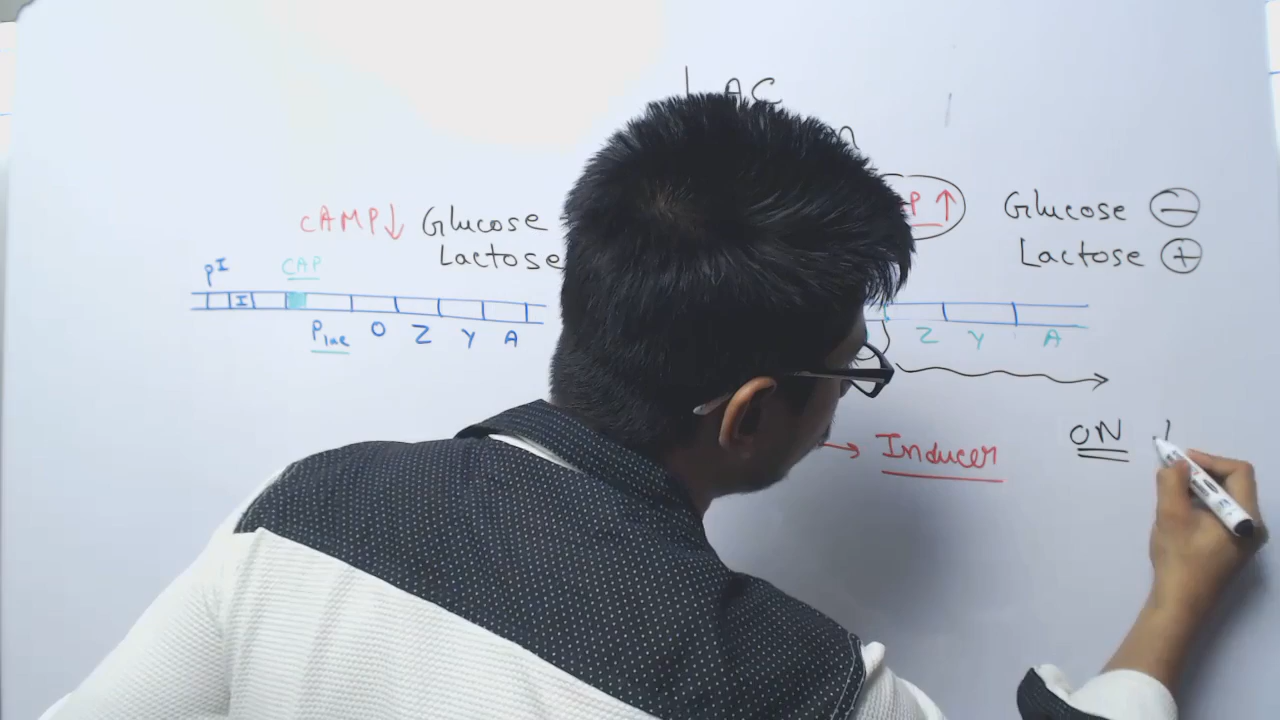 LAC
cAMP↓ Glucose
Lactose
P ↑ Glucose −
Lactose +
pI CAP
I
Plac O Z Y A
Z Y A
→ Inducer
ON